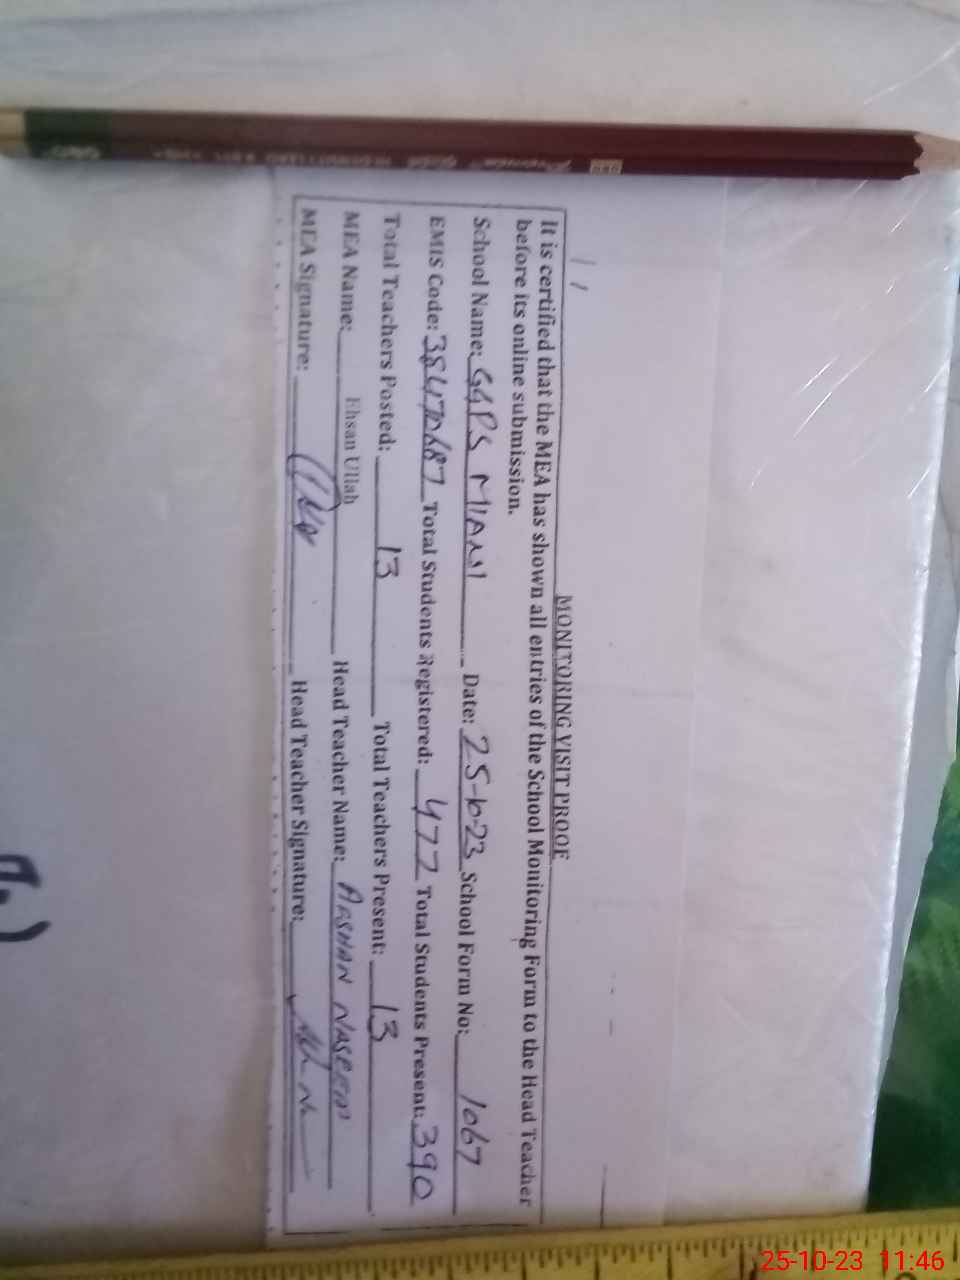 MONITORING VISIT PROOF
It is certified that the MEA has shown all entries of the School Monitoring Form to the Head Teacher
before its online submission.
School Name: GGPS MIANI Date: 25-10-23 School Form No: 1067
EMIS Code: 38470687 Total Students Registered: 477 Total Students Present: 390
Total Teachers Posted: 13 Total Teachers Present: 13
MEA Name: Ehsan Ullah Head Teacher Name: ARSHAN NASEEM
MEA Signature: Head Teacher Signature:
25-10-23 11:46